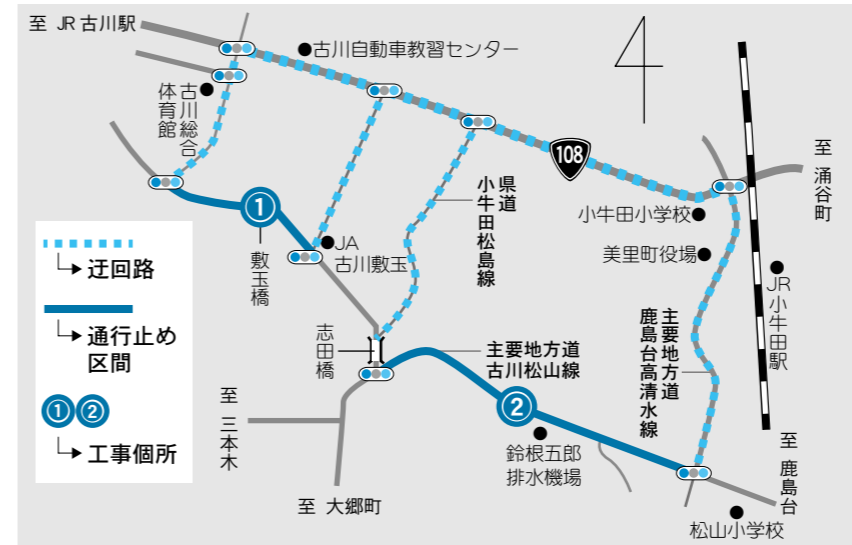 至 JR 古川駅
古川自動車教習センター
古川総合
体育館
108
至 涌谷町
県道
小牛田松島線
小牛田小学校
美里町役場
JR小牛田駅
①
敷玉橋
JA
古川敷玉
迂回路
通行止め
区間
①②
工事個所
志田橋
主要地方道
古川松山線
主要地方道
鹿島台高清水線
②
鈴根五郎
排水機場
至 三本木
至 大郷町
至 鹿島台
松山小学校